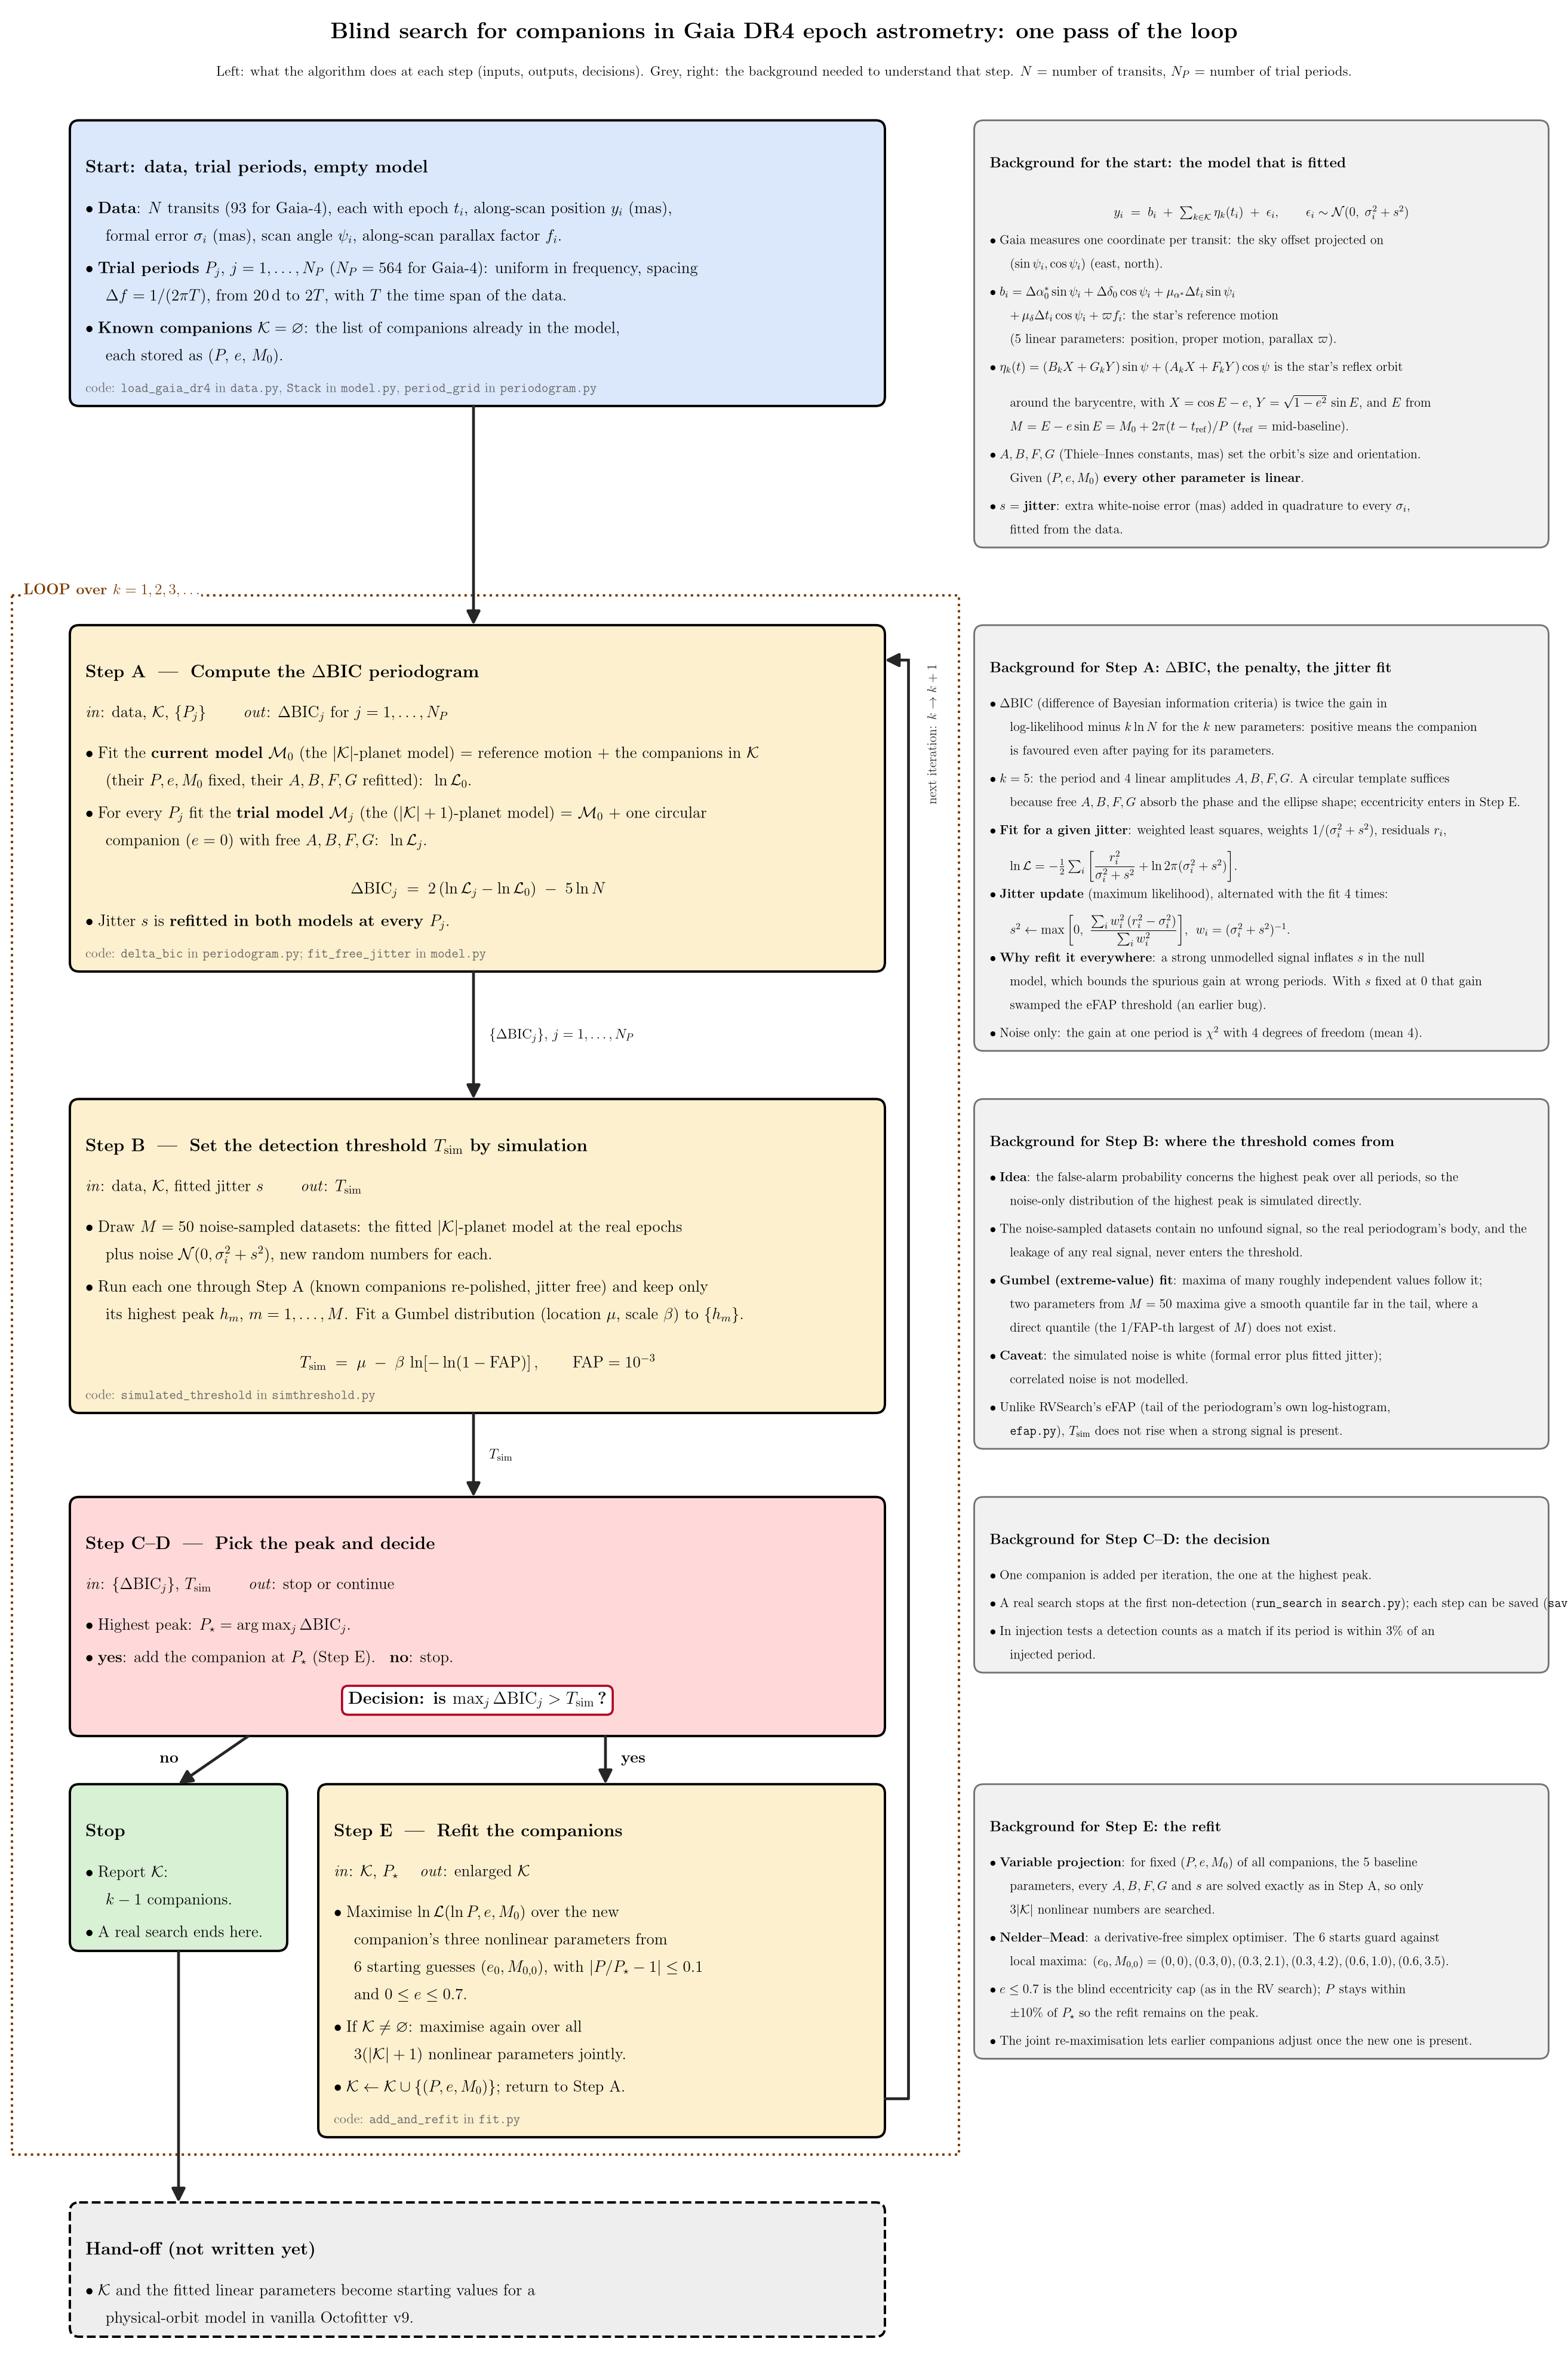 Blind search for companions in Gaia DR4 epoch astrometry: one pass of the loop
Left: what the algorithm does at each step (inputs, outputs, decisions). Grey, right: the background needed to understand that step. N = number of transits, N_P = number of trial periods.
Start: data, trial periods, empty model
• Data: N transits (93 for Gaia-4), each with epoch t_i, along-scan position y_i (mas),
formal error σ_i (mas), scan angle ψ_i, along-scan parallax factor f_i.
• Trial periods P_j, j = 1, . . . , N_P (N_P = 564 for Gaia-4): uniform in frequency, spacing
Δf = 1/(2πT), from 20 d to 2T, with T the time span of the data.
• Known companions 𝒦 = ∅: the list of companions already in the model,
each stored as (P, e, M_0).
code: load_gaia_dr4 in data.py, Stack in model.py, period_grid in periodogram.py
Background for the start: the model that is fitted
y_i = b_i + ∑_{k∈𝒦} η_k(t_i) + ϵ_i, ϵ_i ∼ 𝒩(0, σ_i^2 + s^2)
• Gaia measures one coordinate per transit: the sky offset projected on
(sin ψ_i, cos ψ_i) (east, north).
• b_i = Δα_0^* sin ψ_i + Δδ_0 cos ψ_i + μ_{α*}Δt_i sin ψ_i
+ μ_δ Δt_i cos ψ_i + ϖf_i: the star's reference motion
(5 linear parameters: position, proper motion, parallax ϖ).
• η_k(t) = (B_k X + G_k Y) sin ψ + (A_k X + F_k Y) cos ψ is the star's reflex orbit
around the barycentre, with X = cos E − e, Y = √(1 − e^2) sin E, and E from
M = E − e sin E = M_0 + 2π(t − t_ref)/P (t_ref = mid-baseline).
• A, B, F, G (Thiele–Innes constants, mas) set the orbit's size and orientation.
Given (P, e, M_0) every other parameter is linear.
• s = jitter: extra white-noise error (mas) added in quadrature to every σ_i,
fitted from the data.
LOOP over k = 1, 2, 3, . . .
Step A — Compute the ΔBIC periodogram
in: data, 𝒦, {P_j} out: ΔBIC_j for j = 1, . . . , N_P
• Fit the current model ℳ_0 (the |𝒦|-planet model) = reference motion + the companions in 𝒦
(their P, e, M_0 fixed, their A, B, F, G refitted): ln ℒ_0.
• For every P_j fit the trial model ℳ_j (the (|𝒦| + 1)-planet model) = ℳ_0 + one circular
companion (e = 0) with free A, B, F, G: ln ℒ_j.
ΔBIC_j = 2 (ln ℒ_j − ln ℒ_0) − 5 ln N
• Jitter s is refitted in both models at every P_j.
code: delta_bic in periodogram.py; fit_free_jitter in model.py
next iteration: k → k + 1
Background for Step A: ΔBIC, the penalty, the jitter fit
• ΔBIC (difference of Bayesian information criteria) is twice the gain in
log-likelihood minus k ln N for the k new parameters: positive means the companion
is favoured even after paying for its parameters.
• k = 5: the period and 4 linear amplitudes A, B, F, G. A circular template suffices
because free A, B, F, G absorb the phase and the ellipse shape; eccentricity enters in Step E.
• Fit for a given jitter: weighted least squares, weights 1/(σ_i^2 + s^2), residuals r_i,
ln ℒ = −½ ∑_i [r_i^2/(σ_i^2 + s^2) + ln 2π(σ_i^2 + s^2)].
• Jitter update (maximum likelihood), alternated with the fit 4 times:
s^2 ← max [0, ∑_i w_i^2 (r_i^2 − σ_i^2)/∑_i w_i^2], w_i = (σ_i^2 + s^2)^{−1}.
• Why refit it everywhere: a strong unmodelled signal inflates s in the null
model, which bounds the spurious gain at wrong periods. With s fixed at 0 that gain
swamped the eFAP threshold (an earlier bug).
• Noise only: the gain at one period is χ^2 with 4 degrees of freedom (mean 4).
{ΔBIC_j}, j = 1, . . . , N_P
Step B — Set the detection threshold T_sim by simulation
in: data, 𝒦, fitted jitter s out: T_sim
• Draw M = 50 noise-sampled datasets: the fitted |𝒦|-planet model at the real epochs
plus noise 𝒩(0, σ_i^2 + s^2), new random numbers for each.
• Run each one through Step A (known companions re-polished, jitter free) and keep only
its highest peak h_m, m = 1, . . . , M. Fit a Gumbel distribution (location μ, scale β) to {h_m}.
T_sim = μ − β ln[− ln(1 − FAP)] , FAP = 10^{−3}
code: simulated_threshold in simthreshold.py
Background for Step B: where the threshold comes from
• Idea: the false-alarm probability concerns the highest peak over all periods, so the
noise-only distribution of the highest peak is simulated directly.
• The noise-sampled datasets contain no unfound signal, so the real periodogram's body, and the
leakage of any real signal, never enters the threshold.
• Gumbel (extreme-value) fit: maxima of many roughly independent values follow it;
two parameters from M = 50 maxima give a smooth quantile far in the tail, where a
direct quantile (the 1/FAP-th largest of M) does not exist.
• Caveat: the simulated noise is white (formal error plus fitted jitter);
correlated noise is not modelled.
• Unlike RVSearch's eFAP (tail of the periodogram's own log-histogram,
efap.py), T_sim does not rise when a strong signal is present.
T_sim
Step C–D — Pick the peak and decide
in: {ΔBIC_j}, T_sim out: stop or continue
• Highest peak: P_⋆ = arg max_j ΔBIC_j.
• yes: add the companion at P_⋆ (Step E). no: stop.
Decision: is max_j ΔBIC_j > T_sim ?
Background for Step C–D: the decision
• One companion is added per iteration, the one at the highest peak.
• A real search stops at the first non-detection (run_search in search.py); each step can be saved (sav
• In injection tests a detection counts as a match if its period is within 3% of an
injected period.
no
yes
Stop
• Report 𝒦:
k − 1 companions.
• A real search ends here.
Step E — Refit the companions
in: 𝒦, P_⋆ out: enlarged 𝒦
• Maximise ln ℒ(ln P, e, M_0) over the new
companion's three nonlinear parameters from
6 starting guesses (e_0, M_{0,0}), with |P/P_⋆ − 1| ≤ 0.1
and 0 ≤ e ≤ 0.7.
• If 𝒦 ≠ ∅: maximise again over all
3(|𝒦| + 1) nonlinear parameters jointly.
• 𝒦 ← 𝒦 ∪ {(P, e, M_0)}; return to Step A.
code: add_and_refit in fit.py
Background for Step E: the refit
• Variable projection: for fixed (P, e, M_0) of all companions, the 5 baseline
parameters, every A, B, F, G and s are solved exactly as in Step A, so only
3|𝒦| nonlinear numbers are searched.
• Nelder–Mead: a derivative-free simplex optimiser. The 6 starts guard against
local maxima: (e_0, M_{0,0}) = (0, 0), (0.3, 0), (0.3, 2.1), (0.3, 4.2), (0.6, 1.0), (0.6, 3.5).
• e ≤ 0.7 is the blind eccentricity cap (as in the RV search); P stays within
±10% of P_⋆ so the refit remains on the peak.
• The joint re-maximisation lets earlier companions adjust once the new one is present.
Hand-off (not written yet)
• 𝒦 and the fitted linear parameters become starting values for a
physical-orbit model in vanilla Octofitter v9.